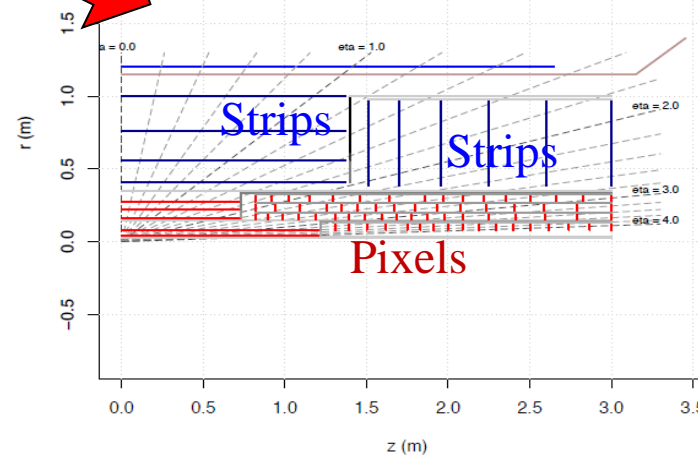 1.5
a = 0.0
eta = 1.0
1.0
Strips
eta = 2.0
Strips
r (m)
0.5
eta = 3.0
eta = 4.0
0.0
Pixels
−0.5
0.0 0.5 1.0 1.5 2.0 2.5 3.0 3.5
z (m)